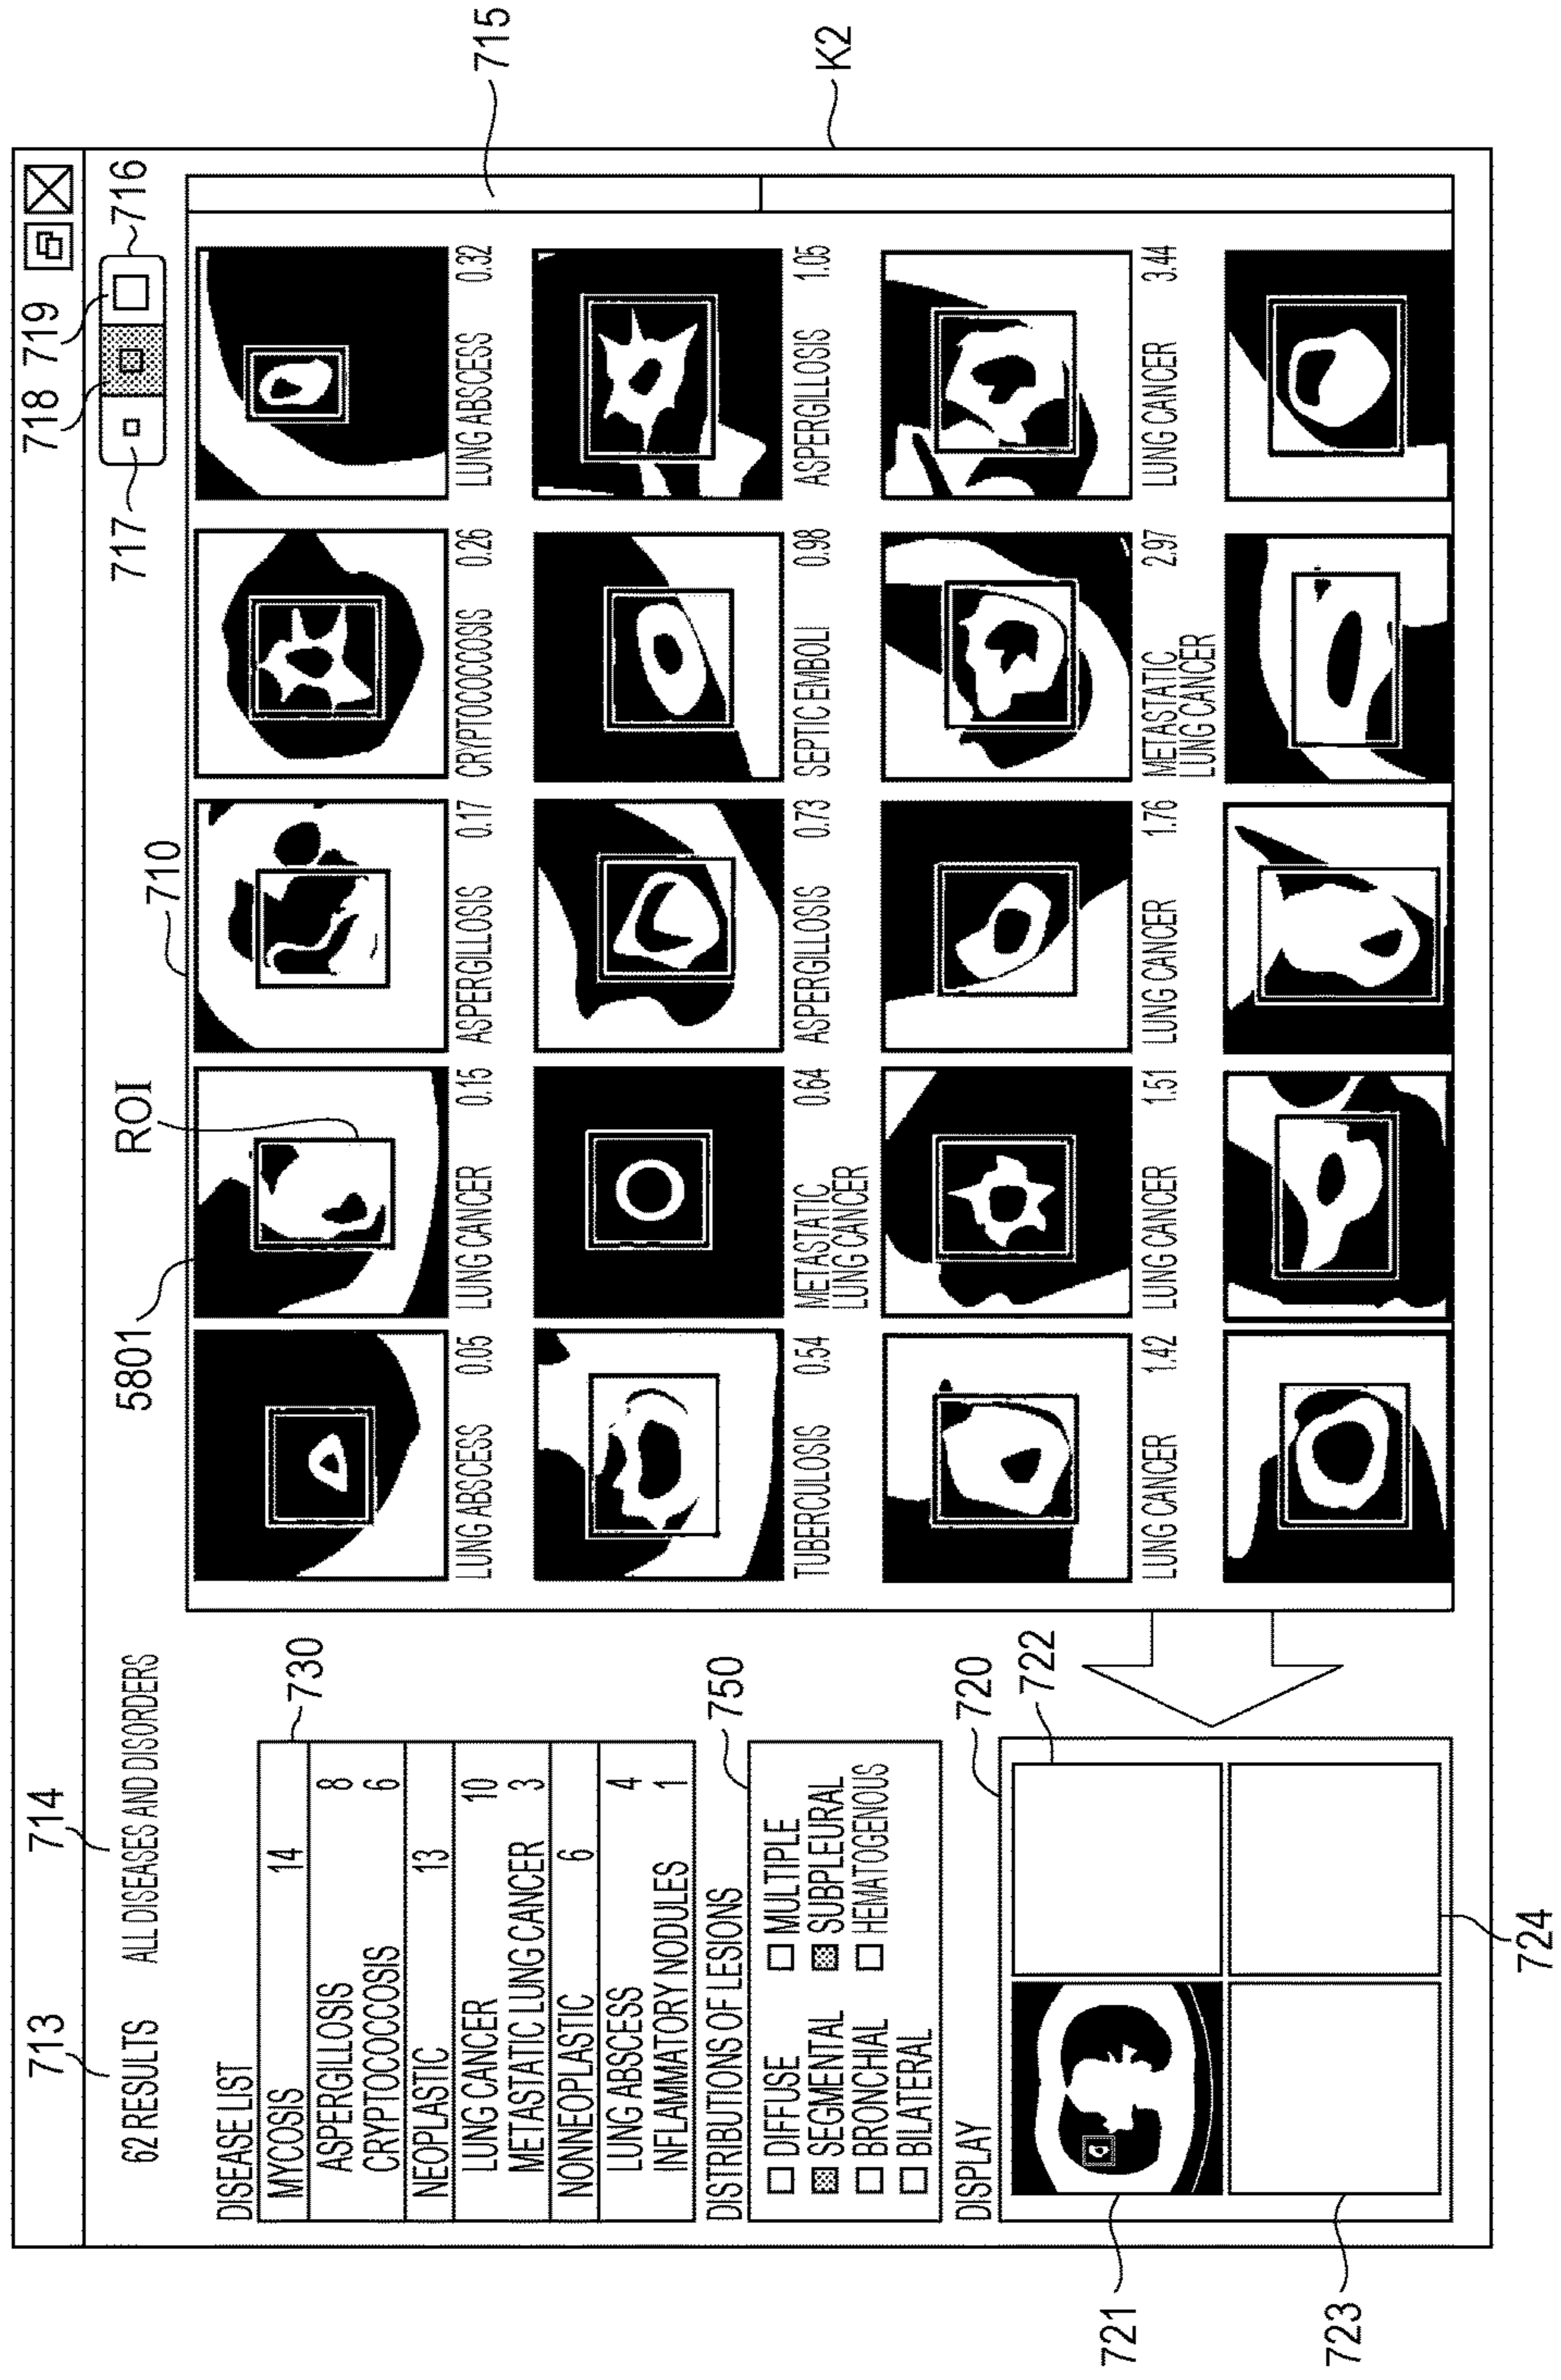 713
714
718 719
62 RESULTS ALL DISEASES AND DISORDERS
717
716
5801
ROI
710
715
K2
DISEASE LIST
730
MYCOSIS 14
ASPERGILLOSIS 8
CRYPTOCOCCOSIS 6
NEOPLASTIC 13
LUNG CANCER 10
METASTATIC LUNG CANCER 3
NONNEOPLASTIC 6
LUNG ABSCESS 4
INFLAMMATORY NODULES 1
DISTRIBUTIONS OF LESIONS
750
DIFFUSE MULTIPLE
SEGMENTAL SUBPLEURAL
BRONCHIAL HEMATOGENOUS
BILATERAL
DISPLAY
720
722
721
723
724
LUNG ABSCESS 0.05
LUNG CANCER 0.15
ASPERGILLOSIS 0.17
CRYPTOCOCCOSIS 0.26
LUNG ABSCESS 0.32
TUBERCULOSIS 0.54
METASTATIC 0.64
LUNG CANCER
ASPERGILLOSIS 0.73
SEPTIC EMBOLI 0.98
ASPERGILLOSIS 1.05
LUNG CANCER 1.42
LUNG CANCER 1.51
LUNG CANCER 1.76
METASTATIC 2.97
LUNG CANCER
LUNG CANCER 3.44